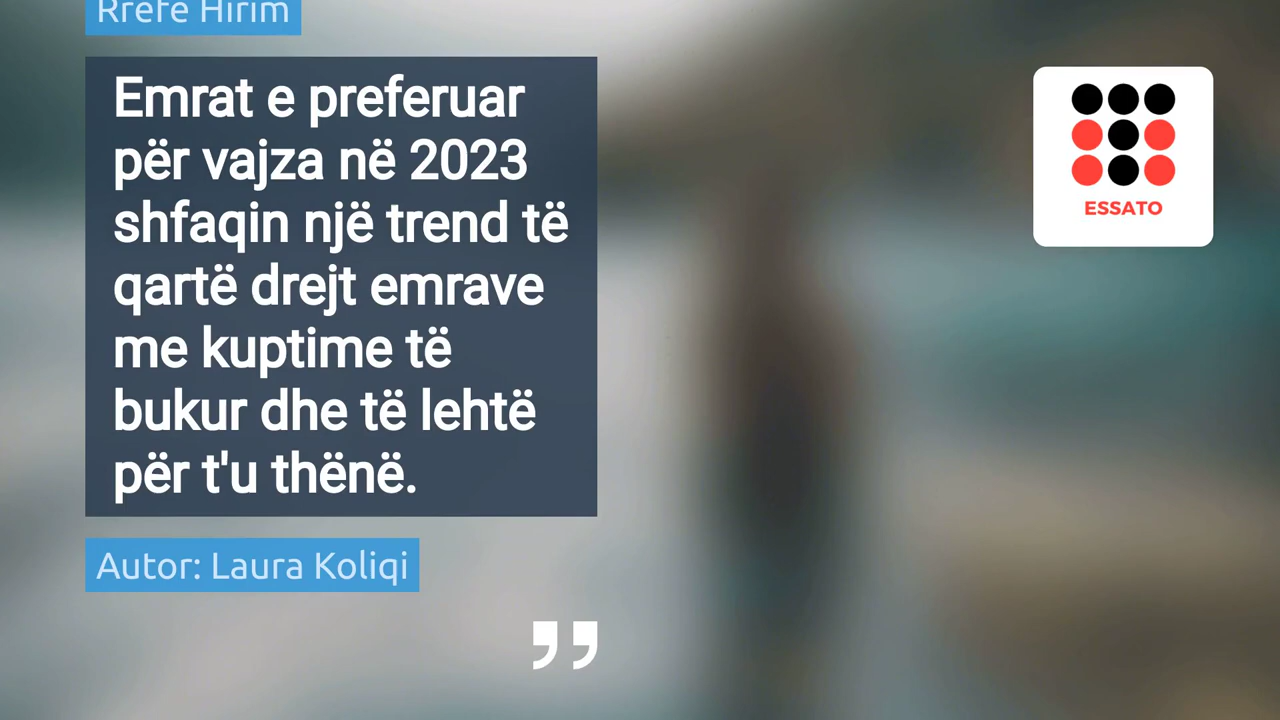 Rrefe Hirim
Emrat e preferuar
për vajza në 2023
shfaqin një trend të
qartë drejt emrave
me kuptime të
bukur dhe të lehtë
për t'u thënë.
Autor: Laura Koliqi
”
ESSATO